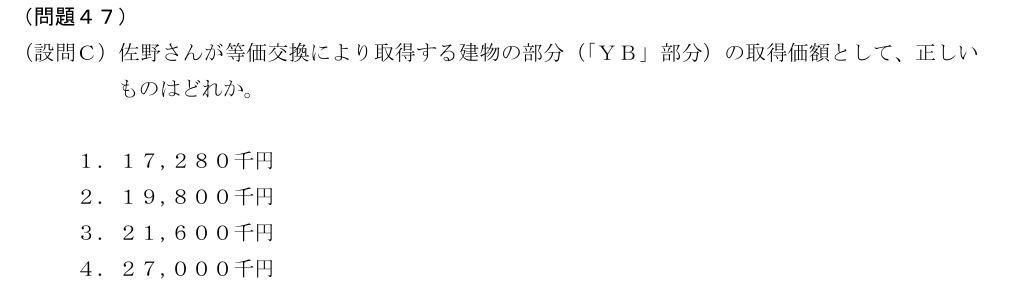 （問題４７）
（設問Ｃ）佐野さんが等価交換により取得する建物の部分（「ＹＢ」部分）の取得価額として、正しい
ものはどれか。
１．１７，２８０千円
２．１９，８００千円
３．２１，６００千円
４．２７，０００千円